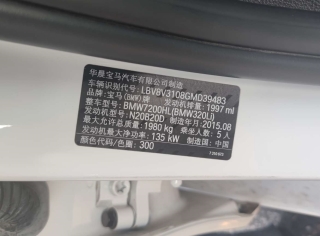 华晨宝马汽车有限公司制造
车辆识别代号: LBV8V3108GMD39483
品牌: 宝马(BMW)牌 发动机排量: 1997 ml
整车型号: BMW7200HL(BMW320Li)
发动机型号: N20B20D 制造年月: 2015.08
最大允许总质量: 1980 kg 乘坐人数: 5 人
发动机最大净功率: 135 kW 制造国: 中国
颜色代码/色号: 300